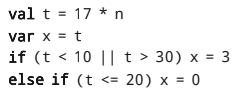 val t = 17 * n
var x = t
if (t < 10 || t > 30) x = 3
else if (t <= 20) x = 0